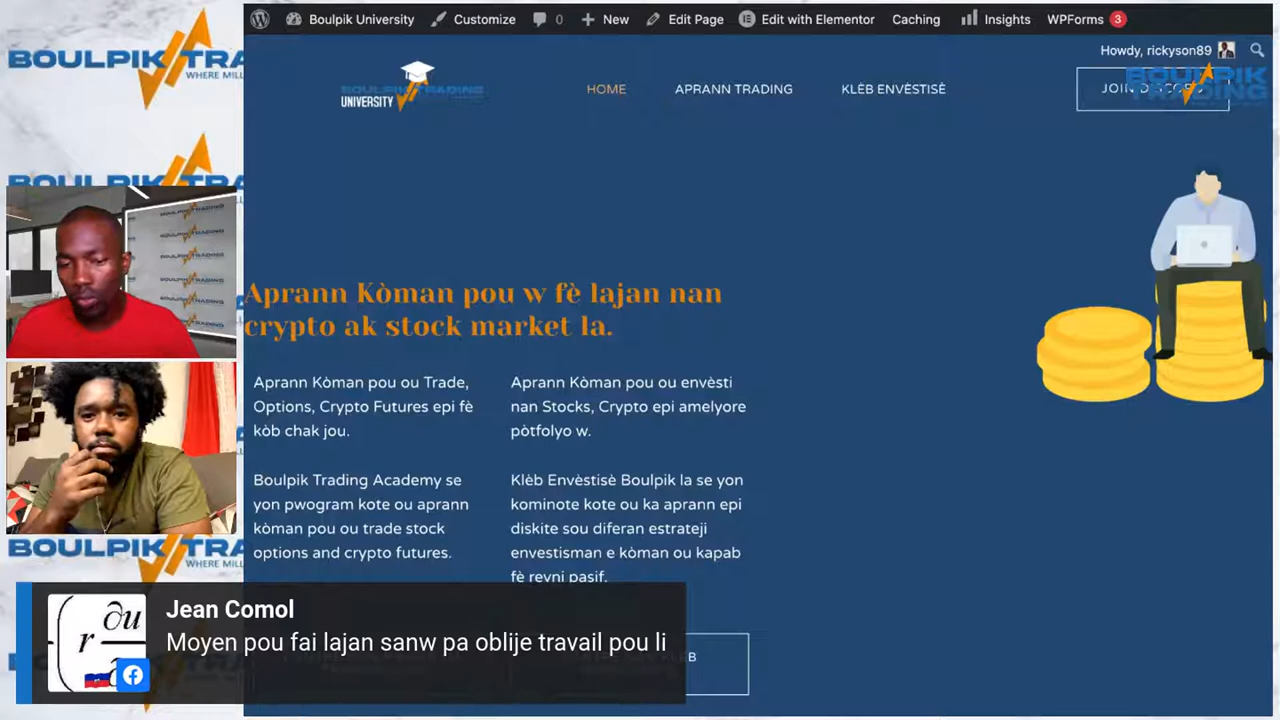 Boulpik University
Customize
0
New
Edit Page
Edit with Elementor
Caching
Insights
WPForms 3
Howdy, rickyson89
BOULPIK TRA
WHERE MILL
UNIVERSITY
HOME
APRANN TRADING
KLÈB ENVÈSTISÈ
BOULPIK
TRADING
Aprann Kòman pou w fè lajan nan
crypto ak stock market la.
Aprann Kòman pou ou Trade,
Options, Crypto Futures epi fè
kòb chak jou.
Aprann Kòman pou ou envèsti
nan Stocks, Crypto epi amelyore
pòtfolyo w.
Boulpik Trading Academy se
yon pwogram kote ou aprann
kòman pou ou trade stock
options and crypto futures.
Klèb Envèstisè Boulpik la se yon
kominote kote ou ka aprann epi
diskite sou diferan estrateji
envestisman e kòman ou kapab
fè revni pasif.
BOULPIK TRA
WHERE MILL
Jean Comol
Moyen pou fai lajan sanw pa oblije travail pou li
r ∂u